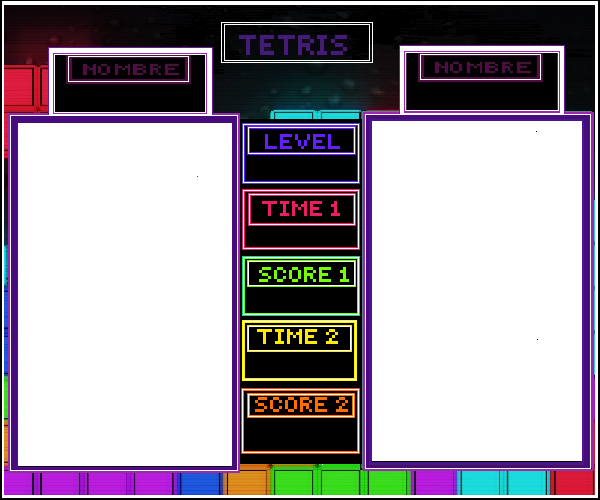 TETRIS
NOMBRE
NOMBRE
LEVEL
TIME 1
SCORE 1
TIME 2
SCORE 2